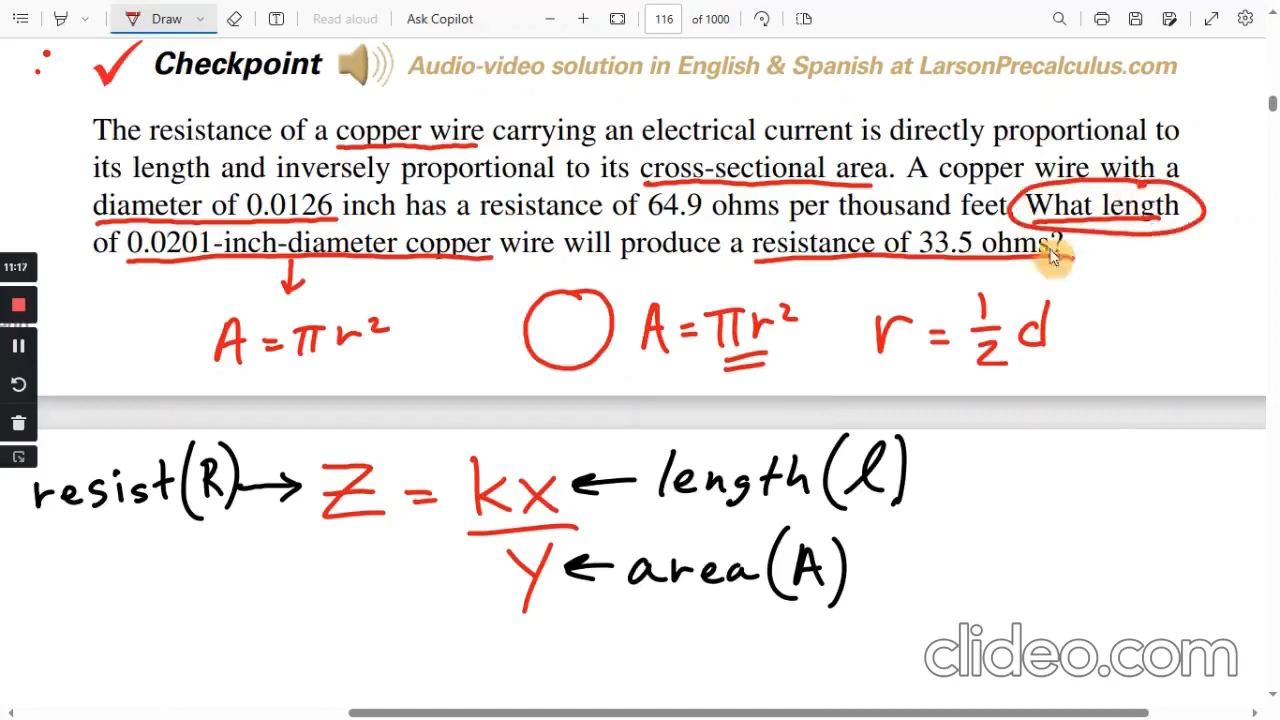 Draw
Read aloud
Ask Copilot
116 of 1000
Checkpoint Audio-video solution in English & Spanish at LarsonPrecalculus.com
The resistance of a copper wire carrying an electrical current is directly proportional to
its length and inversely proportional to its cross-sectional area. A copper wire with a
diameter of 0.0126 inch has a resistance of 64.9 ohms per thousand feet. What length
of 0.0201-inch-diameter copper wire will produce a resistance of 33.5 ohms?
11:17
A = πr² A = πr² r = 1/2 d
resist(R) → Z = kx/y ← length(l)
← area(A)
clideo.com